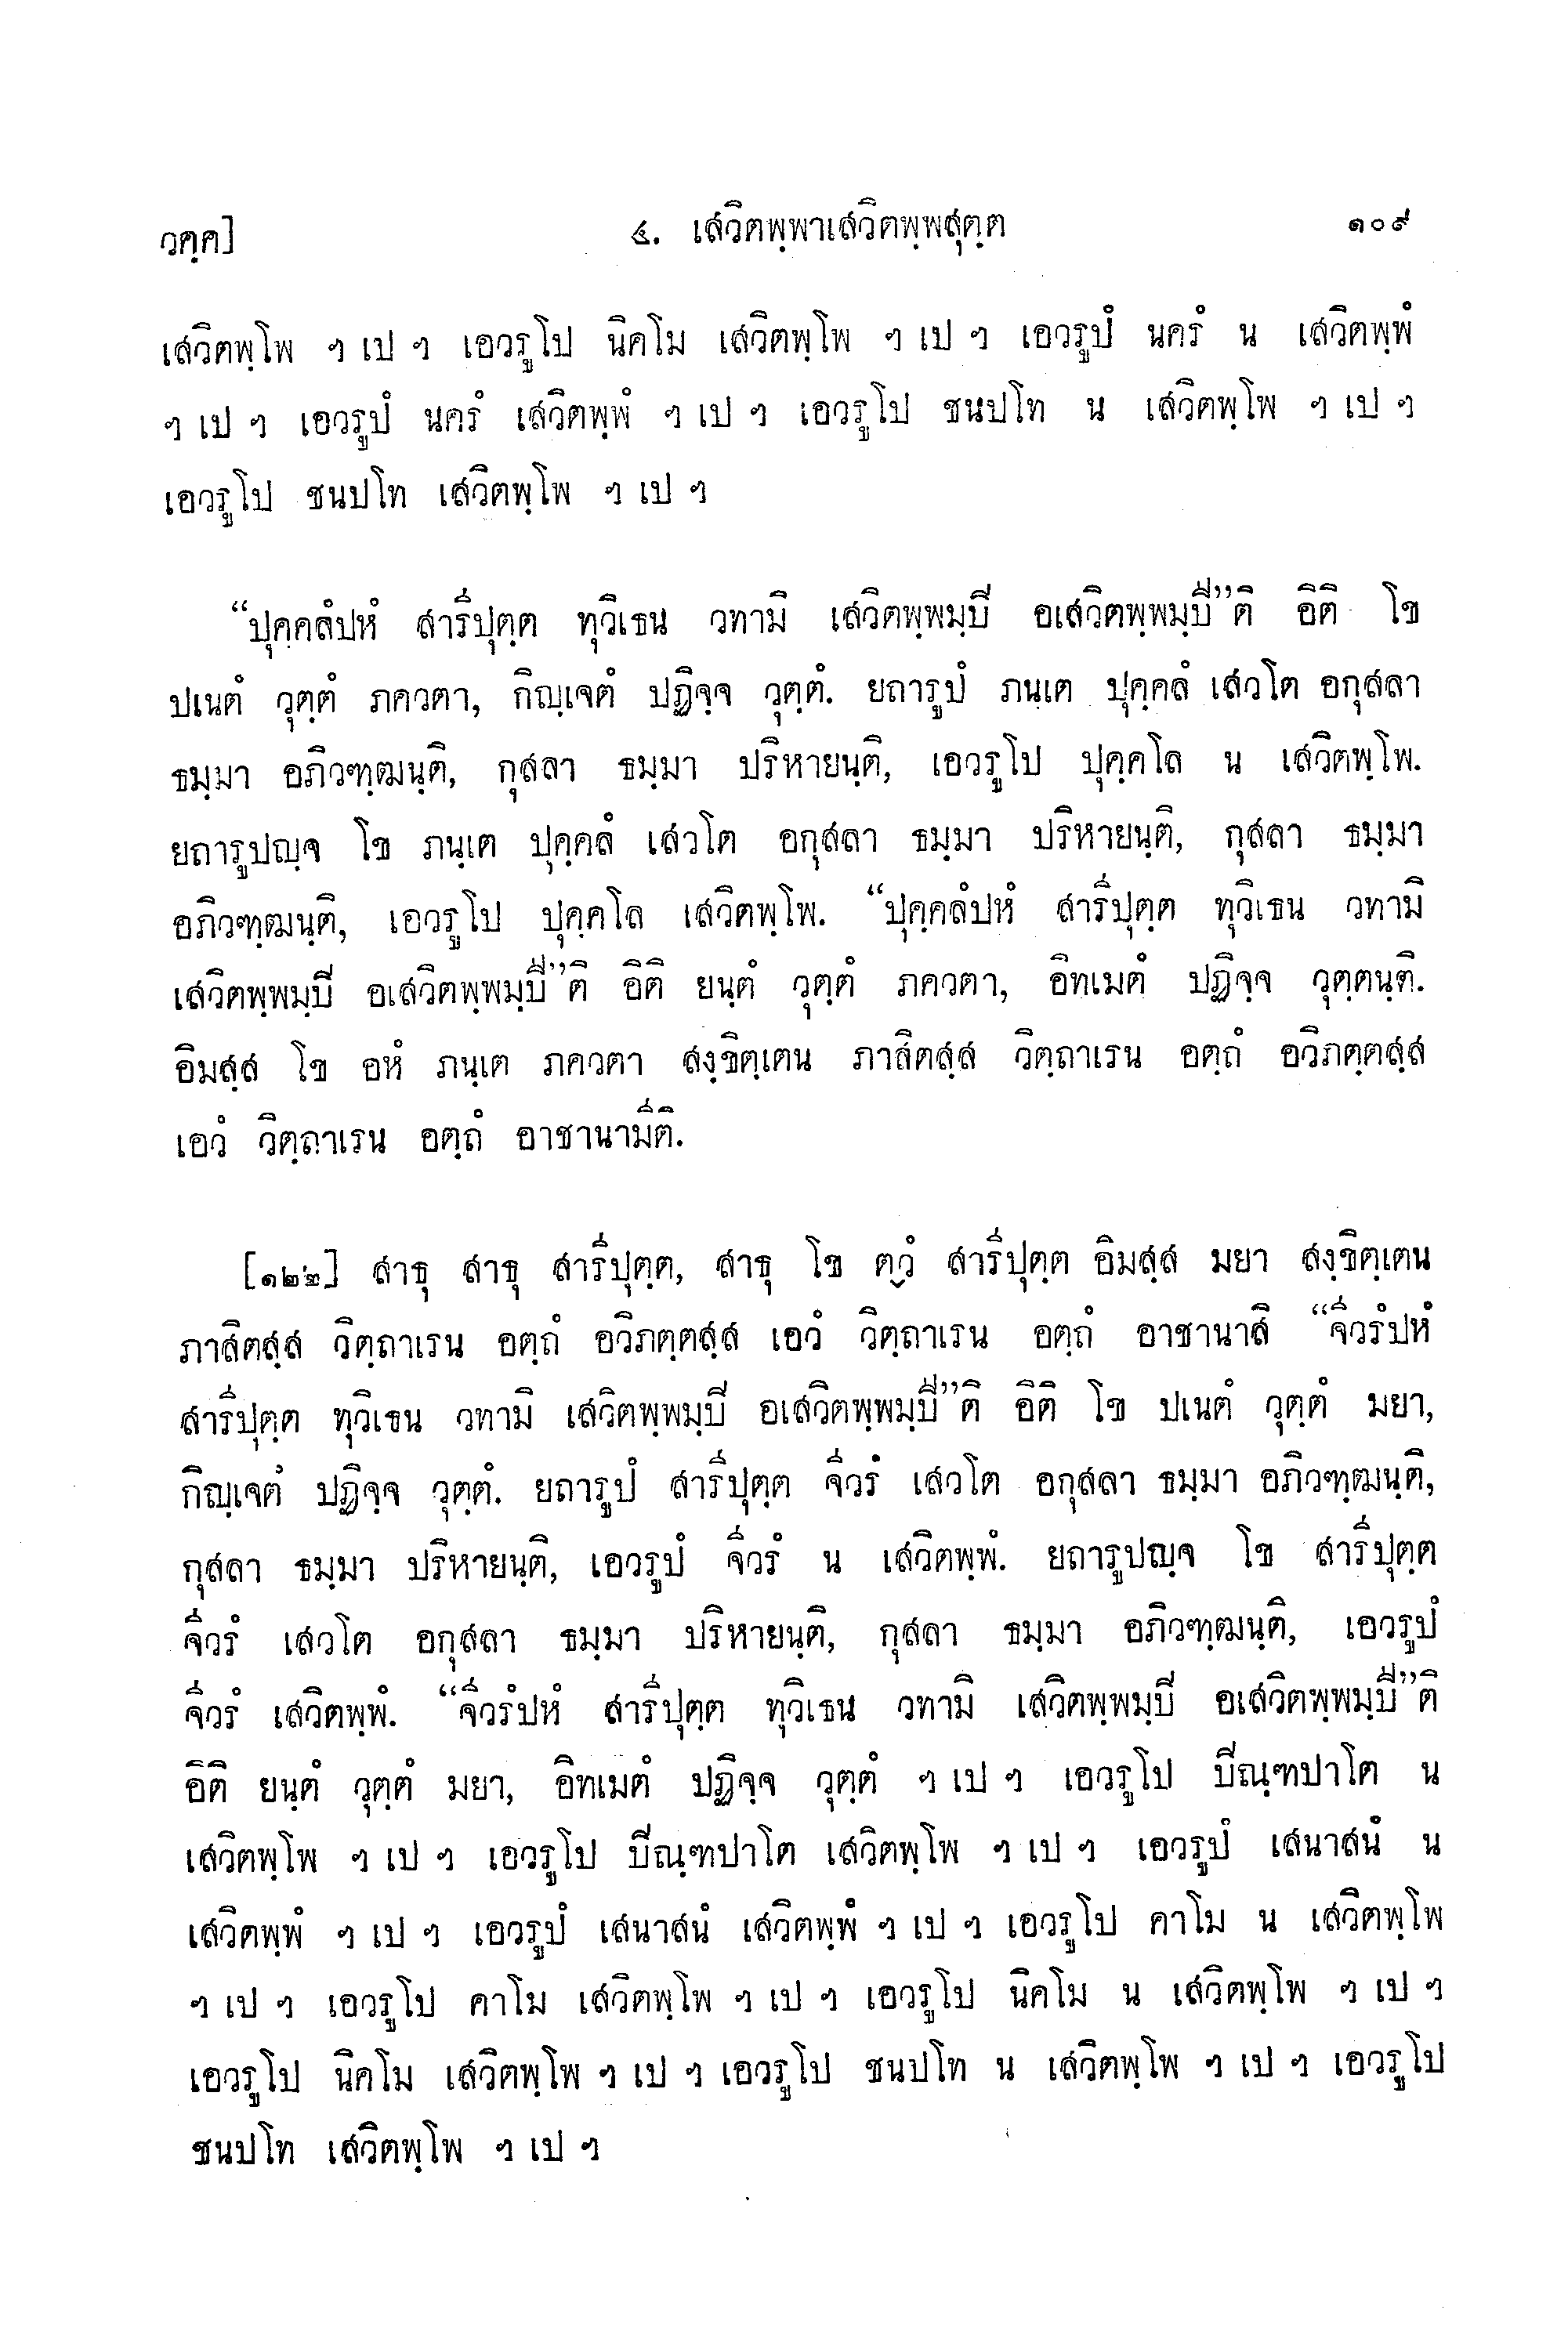 วคฺค]
๔. เสวิตพฺพาเสวิตพฺพสุตฺต
๑๐๙
เสวิตพฺโพ ฯ เป ฯ เอวรูโป นิคโม เสวิตพฺโพ ฯ เป ฯ เอวรูปํ นครํ น เสวิตพฺพํ
ฯ เป ฯ เอวรูปํ นครํ เสวิตพฺพํ ฯ เป ฯ เอวรูโป ชนปโท น เสวิตพฺโพ ฯ เป ฯ
เอวรูโป ชนปโท เสวิตพฺโพ ฯ เป ฯ
“ปุคฺคลํปหํ สารีปุตฺต ทุวิเธน วทามิ เสวิตพฺพมฺปิ อเสวิตพฺพมฺปี”ติ อิติ โข
ปเนตํ วุตฺตํ ภควตา, กิญฺเจตํ ปฏิจฺจ วุตฺตํ. ยถารูปํ ภนฺเต ปุคฺคลํ เสวโต อกุสลา
ธมฺมา อภิวฑฺฒนฺติ, กุสลา ธมฺมา ปริหายนฺติ, เอวรูโป ปุคฺคโล น เสวิตพฺโพ.
ยถารูปญฺจ โข ภนฺเต ปุคฺคลํ เสวโต อกุสลา ธมฺมา ปริหายนฺติ, กุสลา ธมฺมา
อภิวฑฺฒนฺติ, เอวรูโป ปุคฺคโล เสวิตพฺโพ. “ปุคฺคลํปหํ สารีปุตฺต ทุวิเธน วทามิ
เสวิตพฺพมฺปิ อเสวิตพฺพมฺปี”ติ อิติ ยนฺตํ วุตฺตํ ภควตา, อิทเมตํ ปฏิจฺจ วุตฺตนฺติ.
อิมสฺส โข อหํ ภนฺเต ภควตา สงฺขิตฺเตน ภาสิตสฺส วิตฺถาเรน อตฺถํ อวิภตฺตสฺส
เอวํ วิตฺถาเรน อตฺถํ อาชานามีติ.
[๑๒๒] สาธุ สาธุ สารีปุตฺต, สาธุ โข ตฺวํ สารีปุตฺต อิมสฺส มยา สงฺขิตฺเตน
ภาสิตสฺส วิตฺถาเรน อตฺถํ อวิภตฺตสฺส เอวํ วิตฺถาเรน อตฺถํ อาชานาสิ “จีวรํปหํ
สารีปุตฺต ทุวิเธน วทามิ เสวิตพฺพมฺปิ อเสวิตพฺพมฺปี”ติ อิติ โข ปเนตํ วุตฺตํ มยา,
กิญฺเจตํ ปฏิจฺจ วุตฺตํ. ยถารูปํ สารีปุตฺต จีวรํ เสวโต อกุสลา ธมฺมา อภิวฑฺฒนฺติ,
กุสลา ธมฺมา ปริหายนฺติ, เอวรูปํ จีวรํ น เสวิตพฺพํ. ยถารูปญฺจ โข สารีปุตฺต
จีวรํ เสวโต อกุสลา ธมฺมา ปริหายนฺติ, กุสลา ธมฺมา อภิวฑฺฒนฺติ, เอวรูปํ
จีวรํ เสวิตพฺพํ. “จีวรํปหํ สารีปุตฺต ทุวิเธน วทามิ เสวิตพฺพมฺปิ อเสวิตพฺพมฺปี”ติ
อิติ ยนฺตํ วุตฺตํ มยา, อิทเมตํ ปฏิจฺจ วุตฺตํ ฯ เป ฯ เอวรูโป ปิณฺฑปาโต น
เสวิตพฺโพ ฯ เป ฯ เอวรูโป ปิณฺฑปาโต เสวิตพฺโพ ฯ เป ฯ เอวรูปํ เสนาสนํ น
เสวิตพฺพํ ฯ เป ฯ เอวรูปํ เสนาสนํ เสวิตพฺพํ ฯ เป ฯ เอวรูโป คาโม น เสวิตพฺโพ
ฯ เป ฯ เอวรูโป คาโม เสวิตพฺโพ ฯ เป ฯ เอวรูโป นิคโม น เสวิตพฺโพ ฯ เป ฯ
เอวรูโป นิคโม เสวิตพฺโพ ฯ เป ฯ เอวรูโป ชนปโท น เสวิตพฺโพ ฯ เป ฯ เอวรูโป
ชนปโท เสวิตพฺโพ ฯ เป ฯ